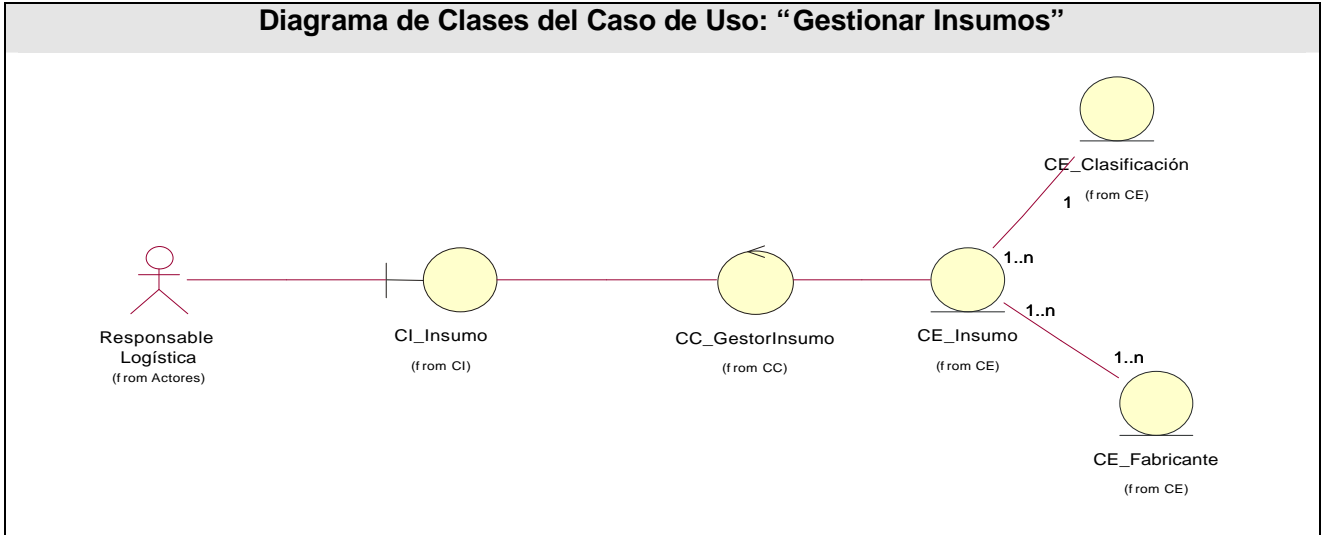 Diagrama de Clases del Caso de Uso: “Gestionar Insumos”
CE_Clasificación
(from CE)
1
1..n
Responsable
Logística
(from Actores)
CI_Insumo
(from CI)
CC_GestorInsumo
(from CC)
CE_Insumo
(from CE)
1..n
1..n
CE_Fabricante
(from CE)